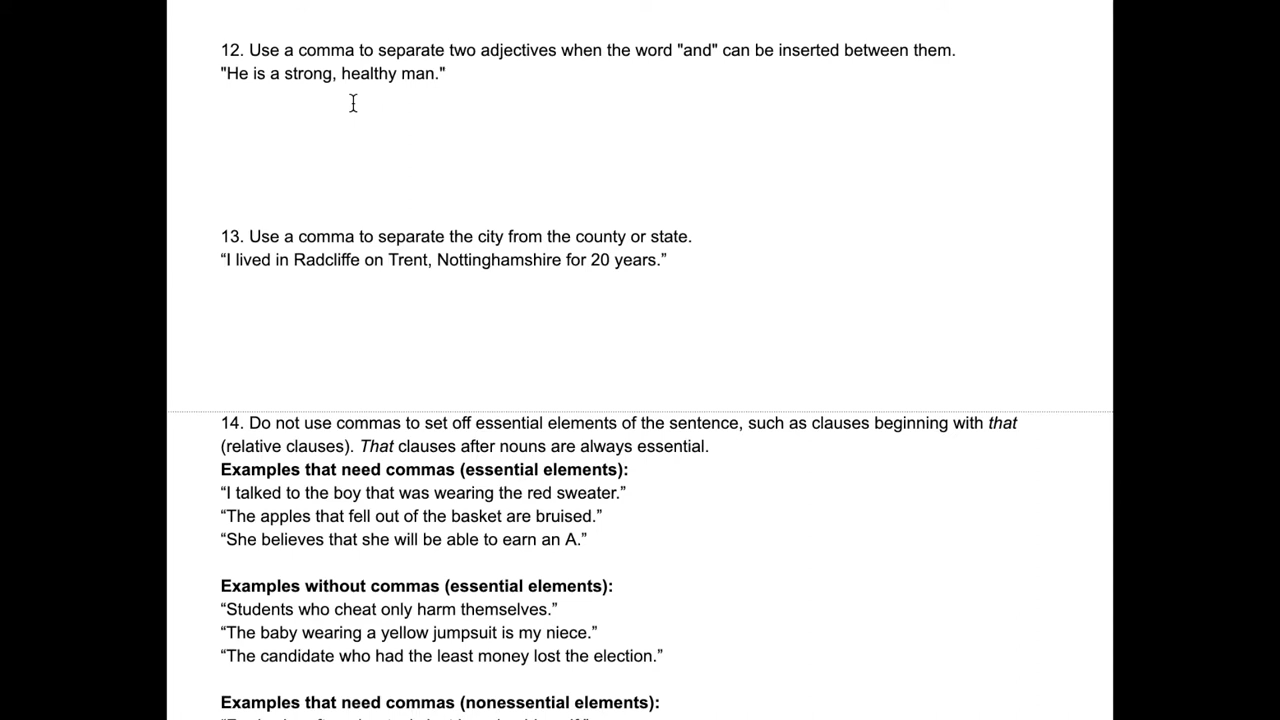 12. Use a comma to separate two adjectives when the word "and" can be inserted between them.
"He is a strong, healthy man."
13. Use a comma to separate the city from the county or state.
“I lived in Radcliffe on Trent, Nottinghamshire for 20 years.”
14. Do not use commas to set off essential elements of the sentence, such as clauses beginning with that
(relative clauses). That clauses after nouns are always essential.
Examples that need commas (essential elements):
“I talked to the boy that was wearing the red sweater.”
“The apples that fell out of the basket are bruised.”
“She believes that she will be able to earn an A.”
Examples without commas (essential elements):
“Students who cheat only harm themselves.”
“The baby wearing a yellow jumpsuit is my niece.”
“The candidate who had the least money lost the election.”
Examples that need commas (nonessential elements):